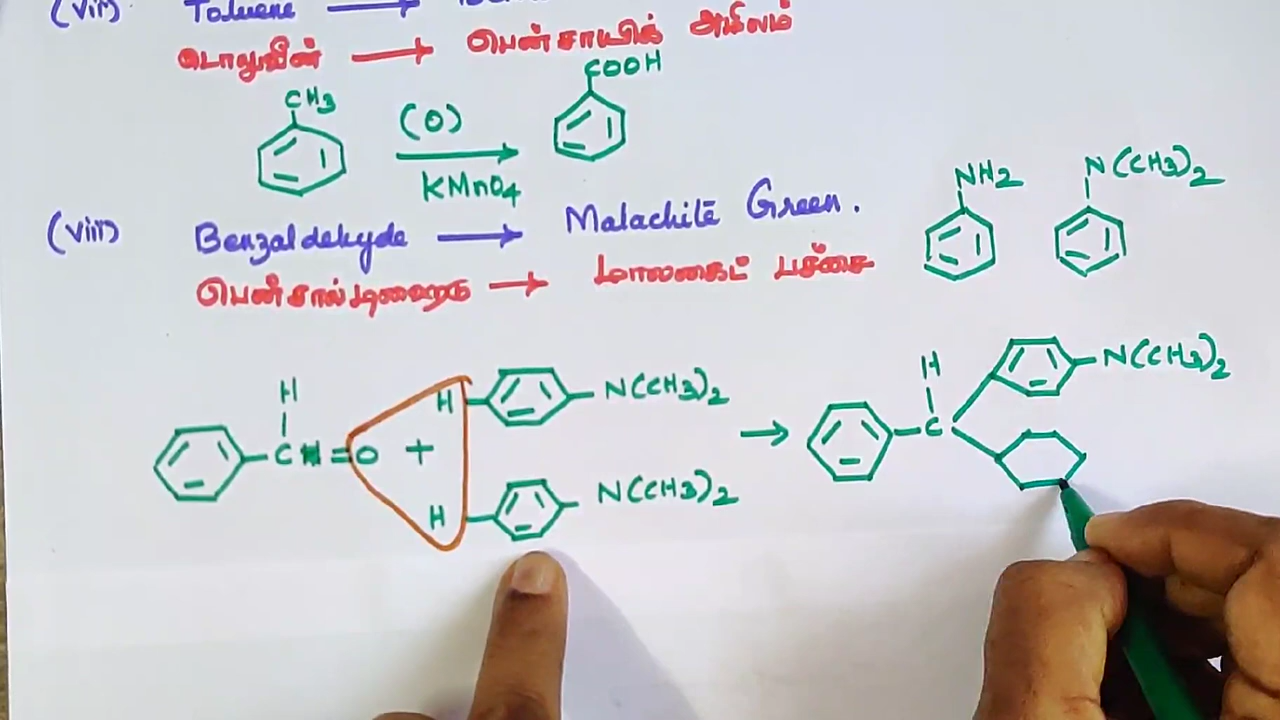 (vii) Toluene ⟶
டொலுவீன் ⟶ பென்சாயிக் அமிலம்
CH3 (O) COOH
KMnO4
NH2 N(CH3)2
(viii) Benzaldehyde ⟶ Malachite Green.
பென்சால்டிஹைடு ⟶ மாலகைட் பச்சை
H H N(CH3)2 H N(CH3)2
C =O + → C
H N(CH3)2